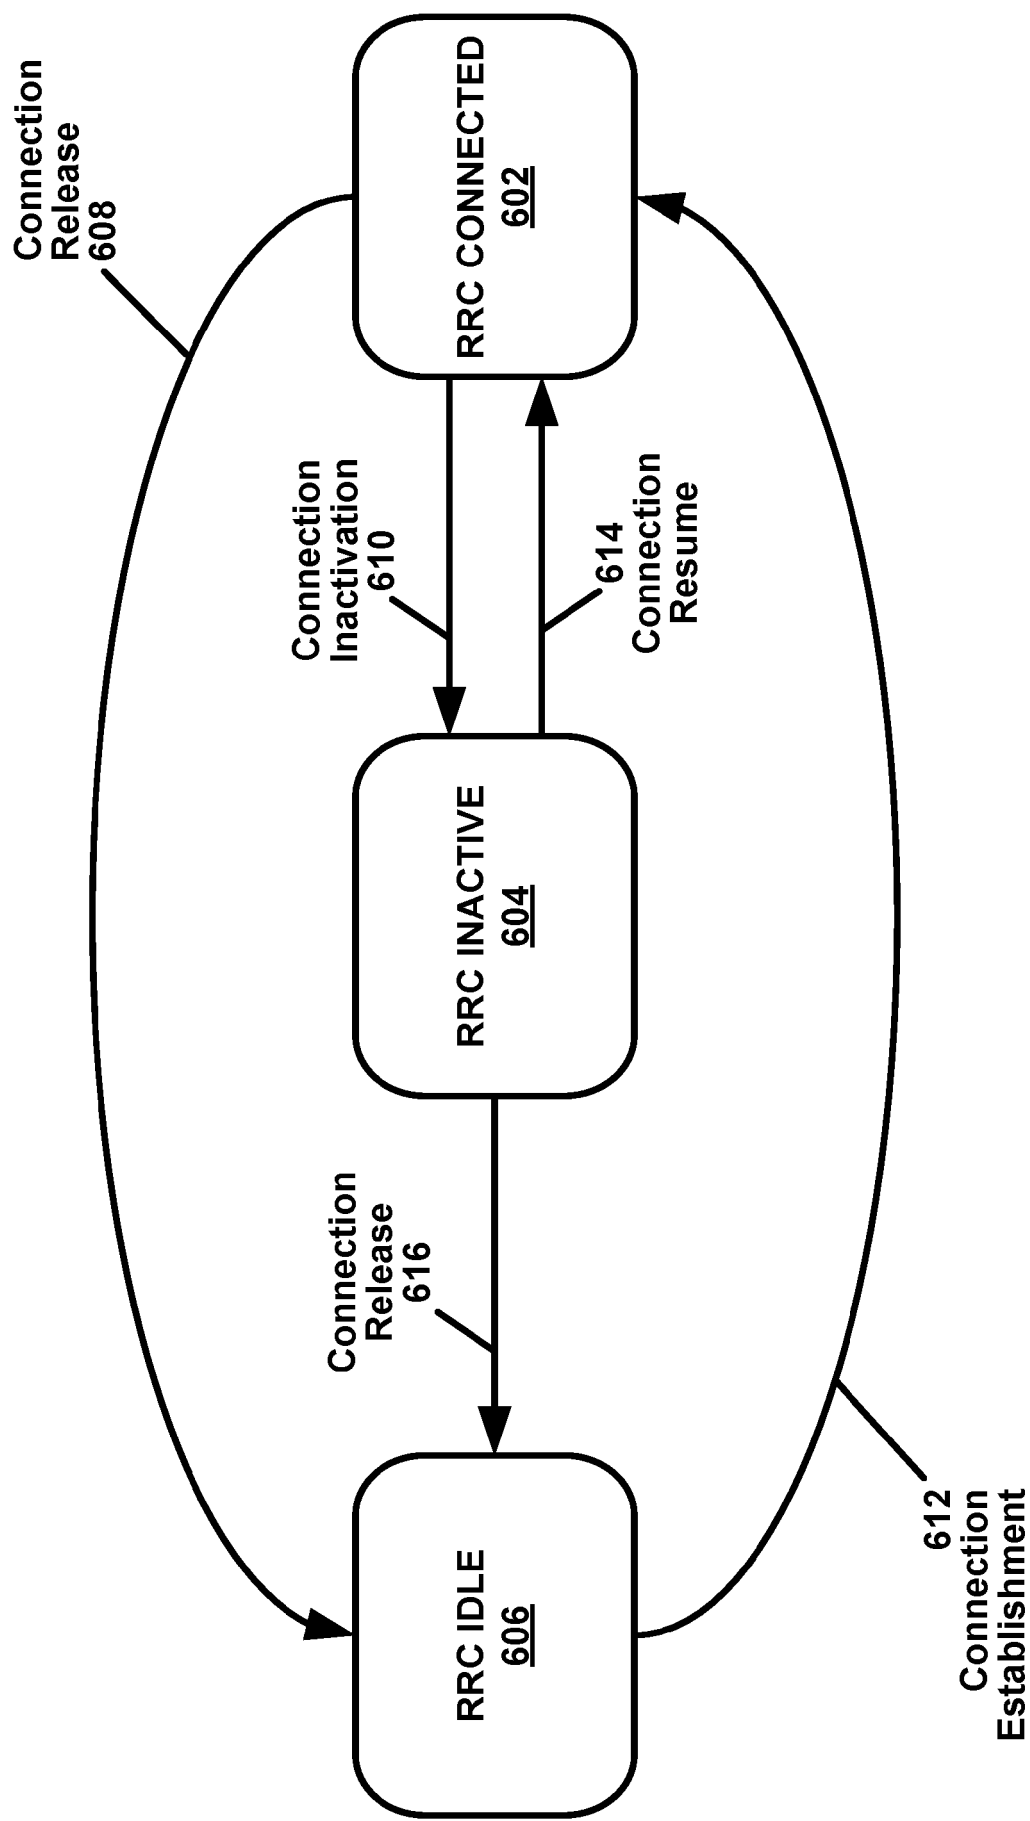 Connection
Release
608
RRC CONNECTED
602
Connection
Inactivation
610
614
Connection
Resume
RRC INACTIVE
604
Connection
Release
616
RRC IDLE
606
612
Connection
Establishment